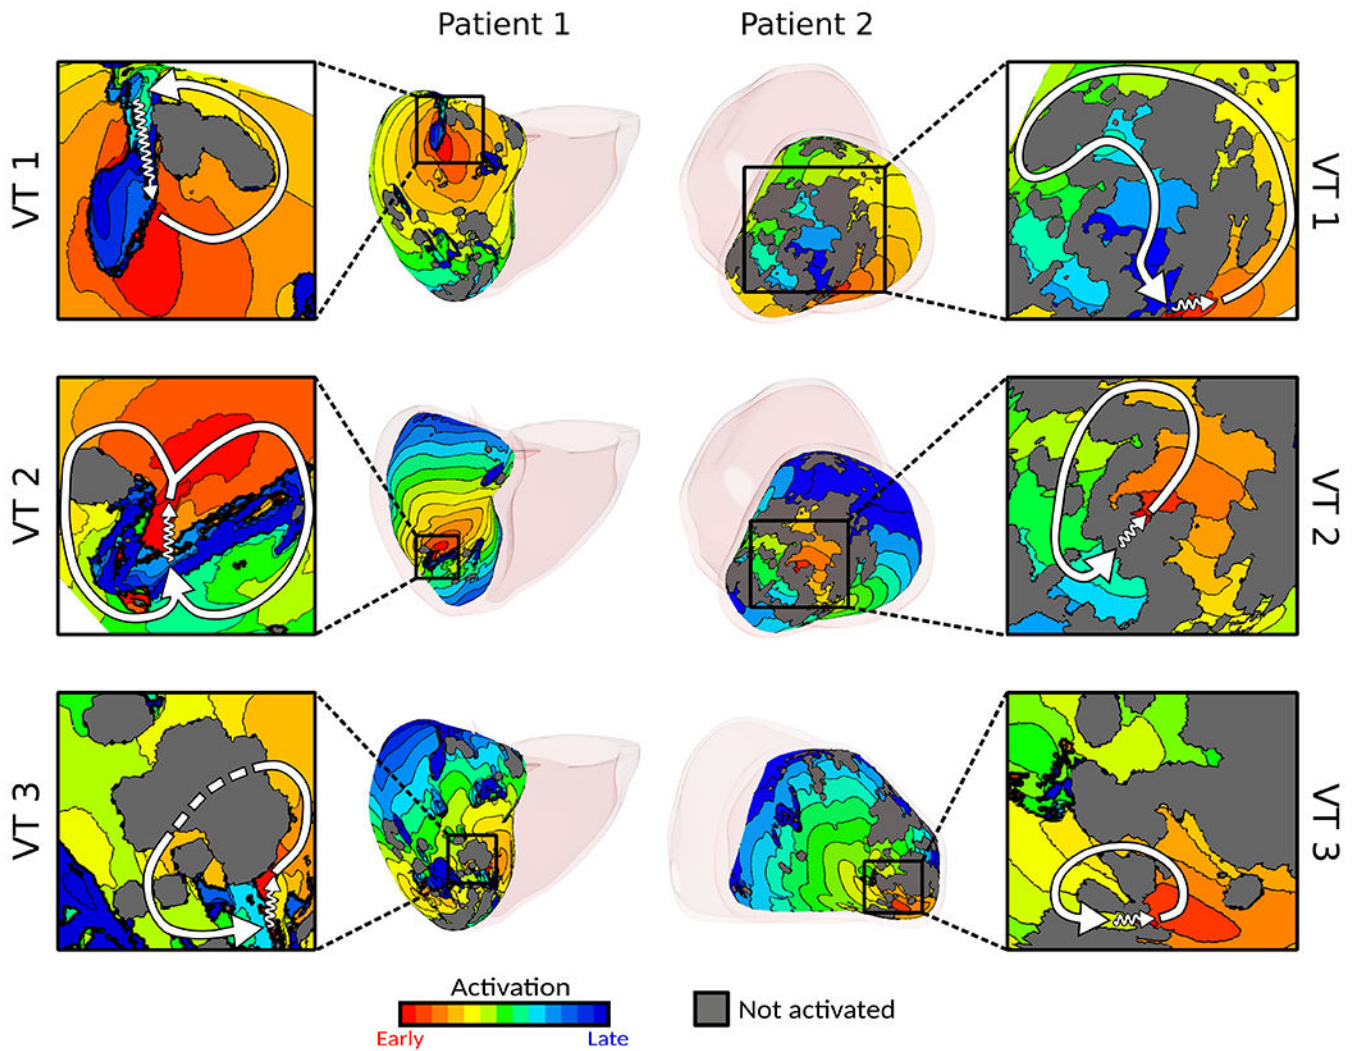 Patient 1
Patient 2
VT 1
VT 1
VT 2
VT 2
VT 3
VT 3
Activation
Early
Late
Not activated